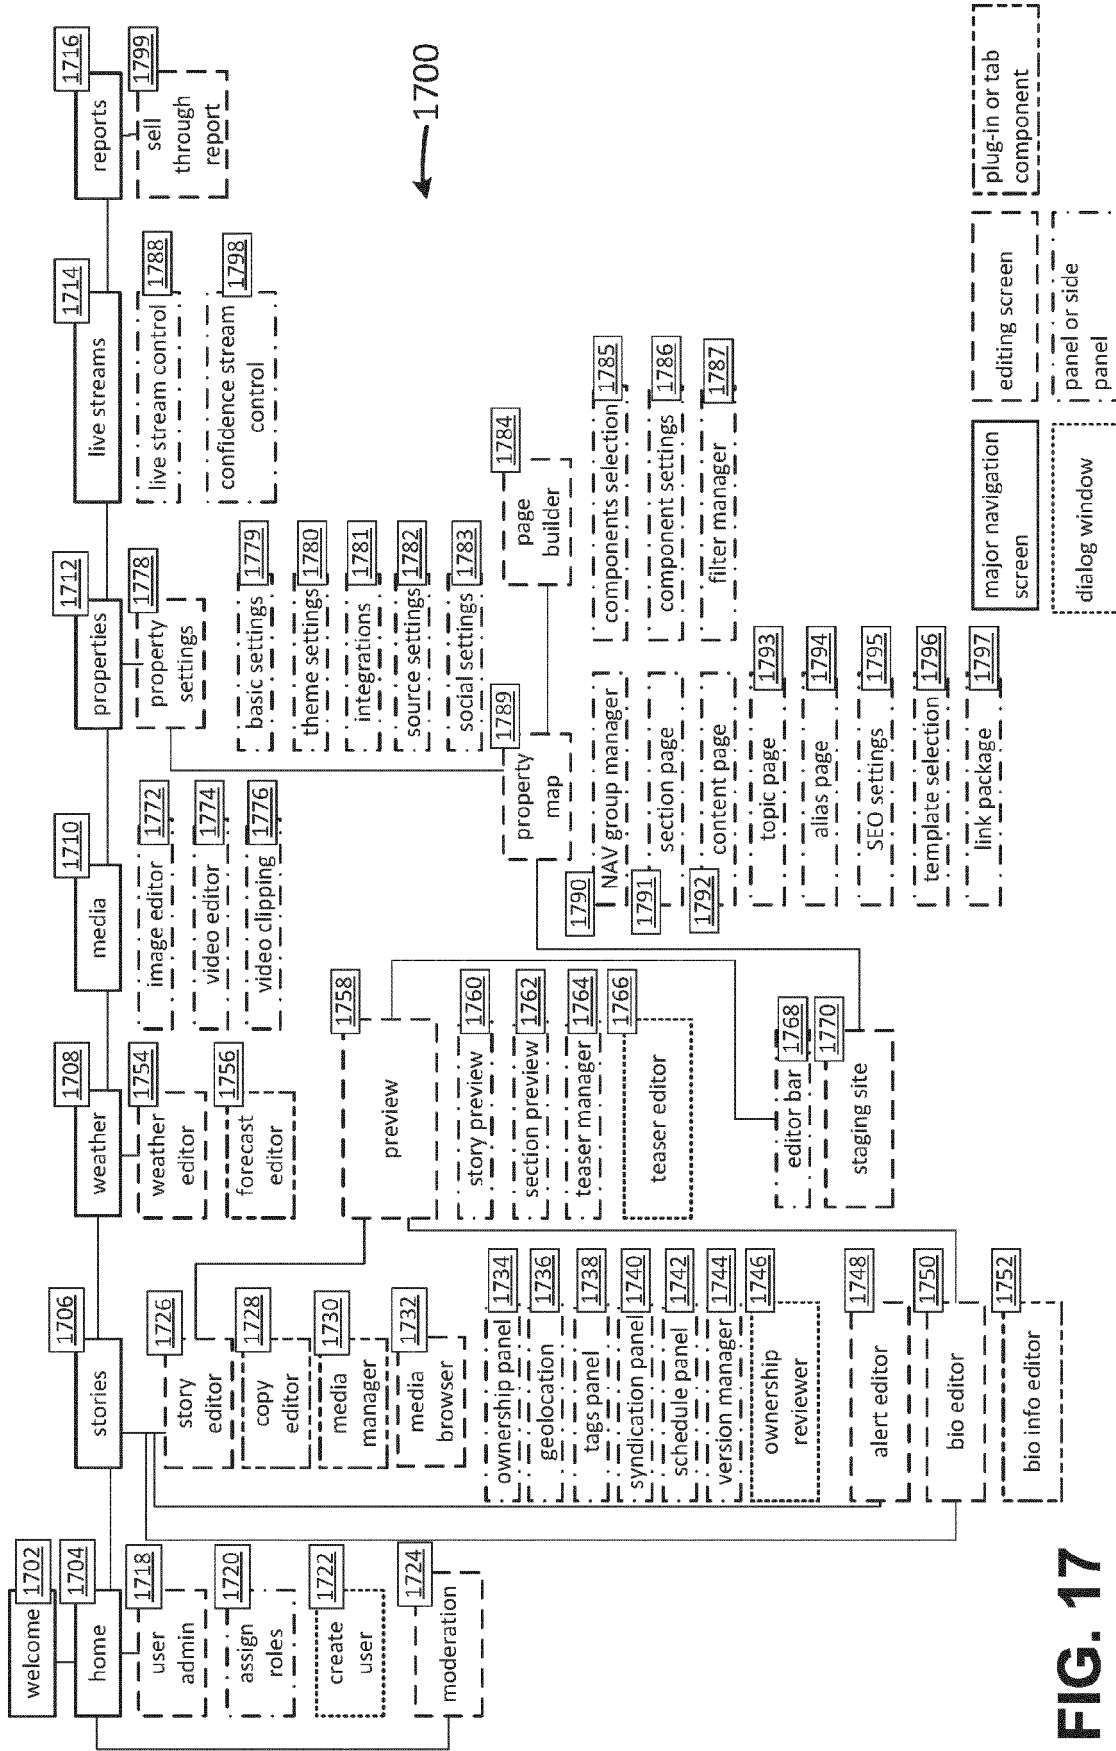 welcome
1702
home
1704
user
admin
1718
assign
roles
1720
create
user
1722
moderation
1724
stories
1706
story
editor
1726
copy
editor
1728
media
manager
1730
media
browser
1732
ownership panel
1734
geolocation
1736
tags panel
1738
syndication panel
1740
schedule panel
1742
version manager
1744
ownership
reviewer
1746
alert editor
1748
bio editor
1750
bio info editor
1752
weather
1708
weather
editor
1754
forecast
editor
1756
preview
1758
story preview
1760
section preview
1762
teaser manager
1764
teaser editor
1766
editor bar
1768
staging site
1770
media
1710
image editor
1772
video editor
1774
video clipping
1776
properties
1712
property
settings
1778
basic settings
1779
theme settings
1780
integrations
1781
source settings
1782
social settings
1783
property
map
1789
page
builder
1784
1790
NAV group manager
1791
section page
1792
content page
topic page
1793
alias page
1794
SEO settings
1795
template selection
1796
link package
1797
components selection
1785
component settings
1786
filter manager
1787
live streams
1714
live stream control
1788
confidence stream
control
1798
reports
1716
sell
through
report
1799
1700
major navigation
screen
editing screen
plug-in or tab
component
dialog window
panel or side
panel
FIG. 17